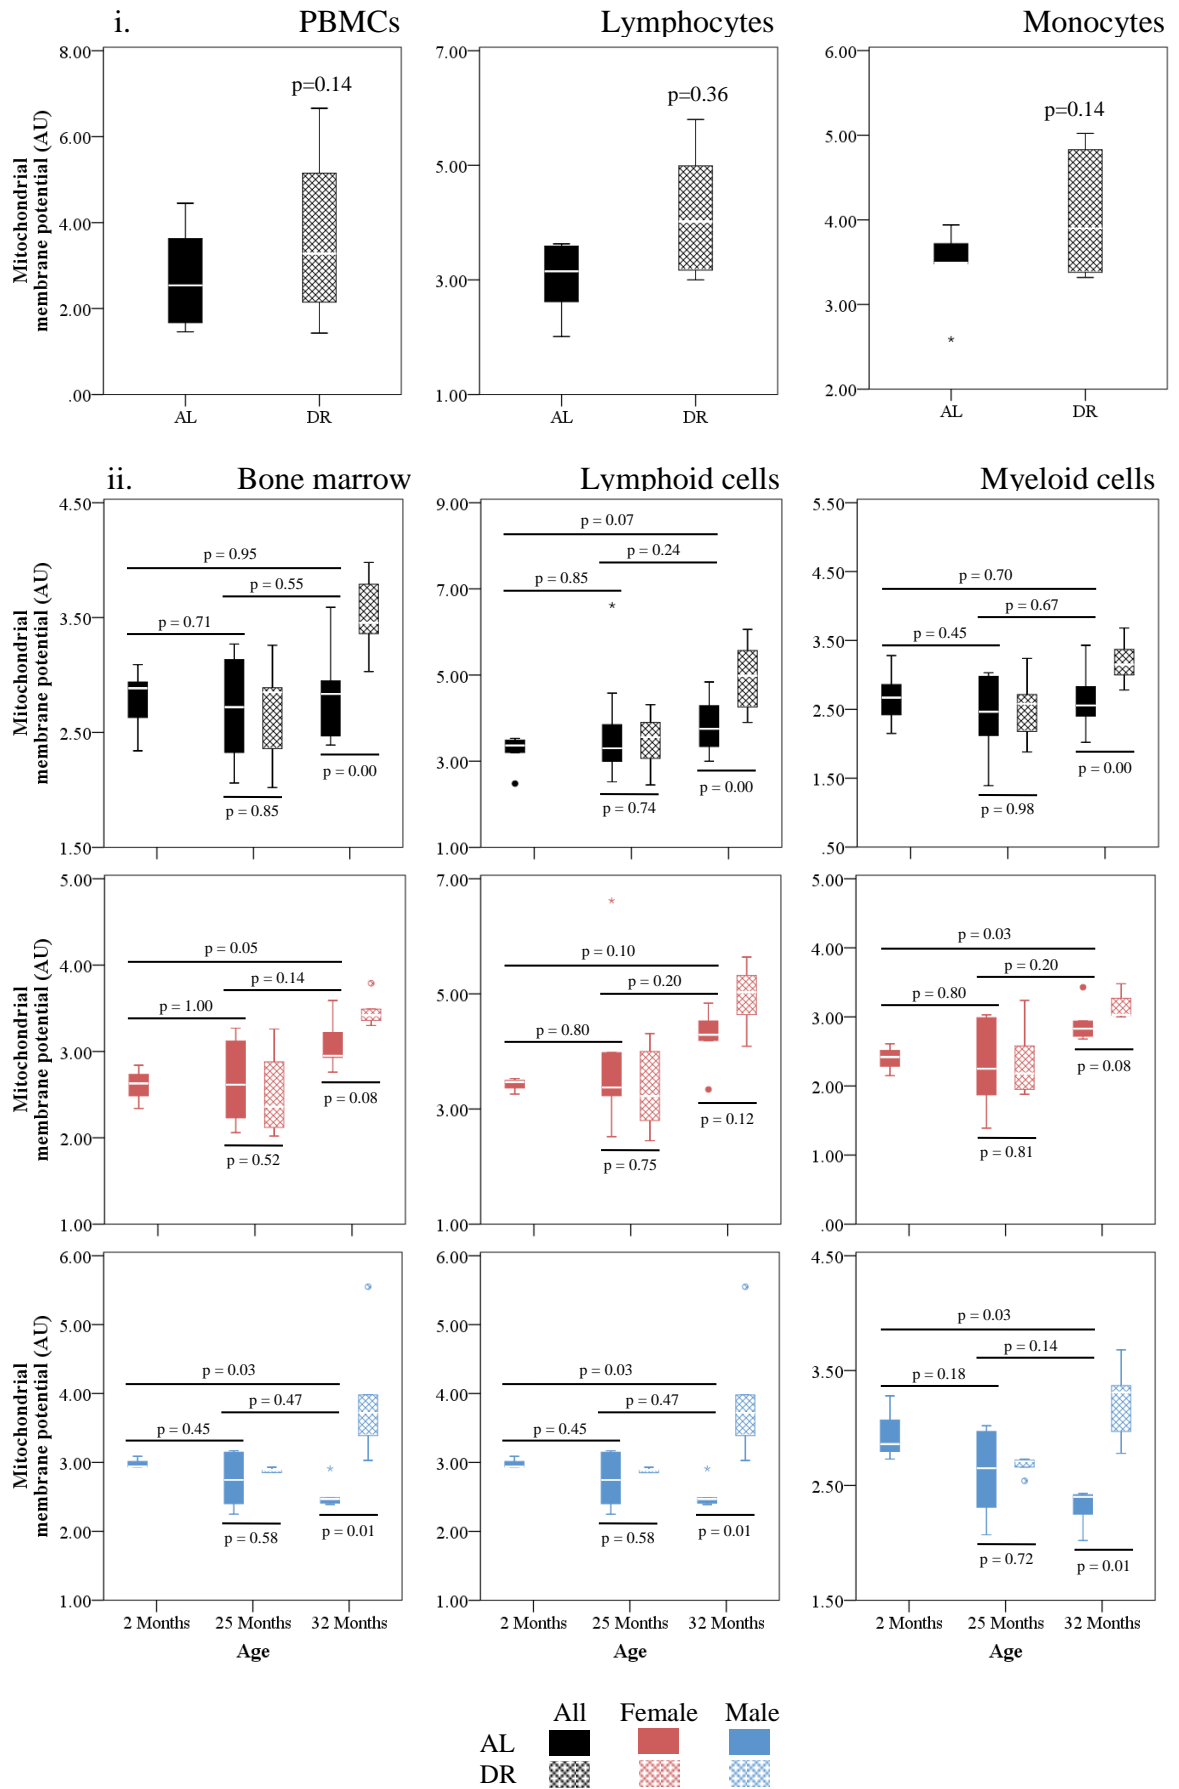 i.
PBMCs
Lymphocytes
Monocytes
Mitochondrial
membrane potential (AU)
8.00
6.00
4.00
2.00
.00
p=0.14
AL
DR
7.00
5.00
3.00
1.00
p=0.36
AL
DR
6.00
5.00
4.00
3.00
2.00
p=0.14
*
AL
DR
ii.
Bone marrow
Lymphoid cells
Myeloid cells
Mitochondrial
membrane potential (AU)
4.50
3.50
2.50
1.50
p = 0.95
p = 0.55
p = 0.71
p = 0.00
p = 0.85
9.00
7.00
5.00
3.00
1.00
p = 0.07
p = 0.24
p = 0.85
*
p = 0.00
p = 0.74
5.50
4.50
3.50
2.50
1.50
.50
p = 0.70
p = 0.67
p = 0.45
p = 0.00
p = 0.98
Mitochondrial
membrane potential (AU)
5.00
4.00
3.00
2.00
1.00
p = 0.05
p = 0.14
p = 1.00
p = 0.08
p = 0.52
7.00
5.00
3.00
1.00
*
p = 0.10
p = 0.20
p = 0.80
p = 0.12
p = 0.75
5.00
4.00
3.00
2.00
1.00
.00
p = 0.03
p = 0.20
p = 0.80
p = 0.08
p = 0.81
Mitochondrial
membrane potential (AU)
6.00
5.00
4.00
3.00
2.00
1.00
p = 0.03
p = 0.47
p = 0.45
*
p = 0.58
p = 0.01
2 Months
25 Months
32 Months
Age
6.00
5.00
4.00
3.00
2.00
1.00
p = 0.03
p = 0.47
p = 0.45
*
p = 0.58
p = 0.01
2 Months
25 Months
32 Months
Age
4.50
3.50
2.50
1.50
p = 0.03
p = 0.14
p = 0.18
p = 0.72
p = 0.01
2 Months
25 Months
32 Months
Age
All
Female
Male
AL
DR